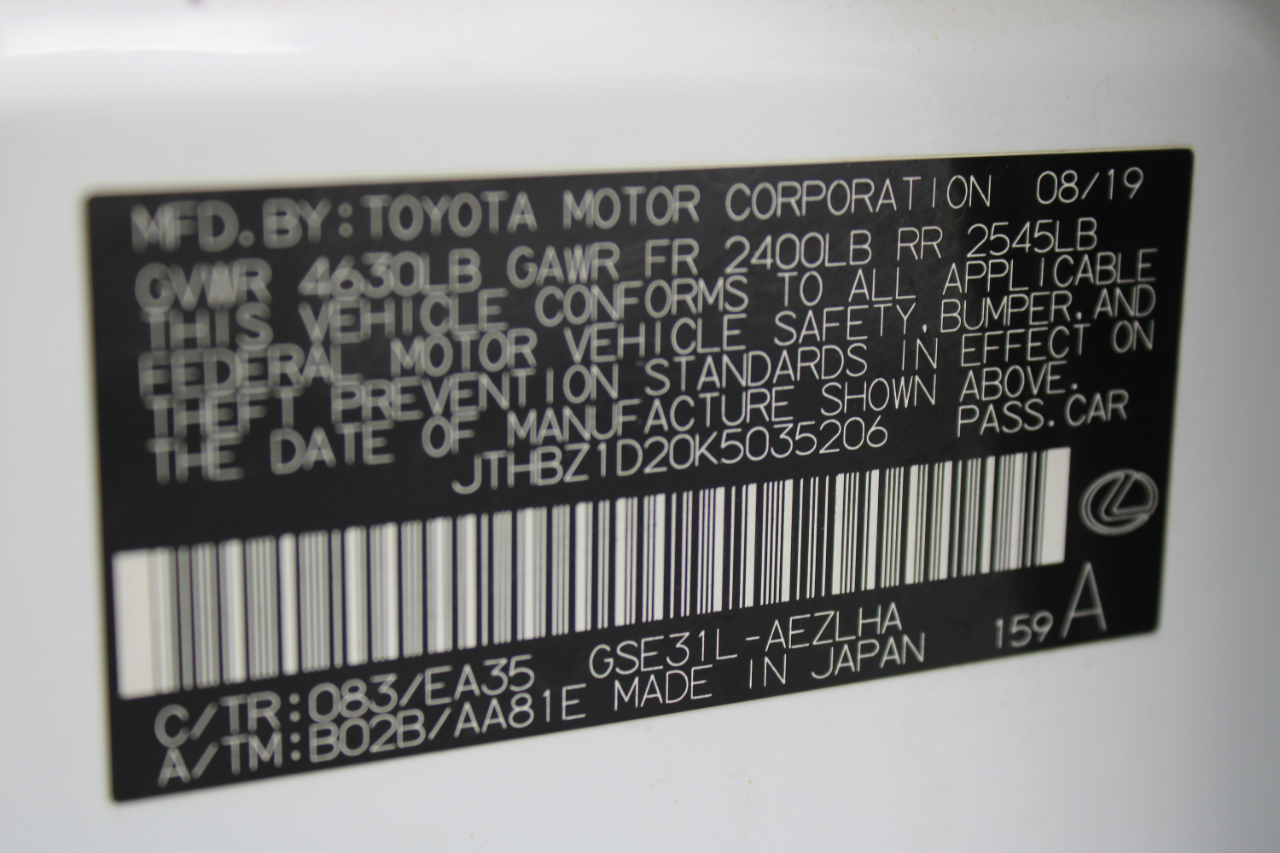 MFD.BY:TOYOTA MOTOR CORPORATION 08/19
GVWR 4630LB GAWR FR 2400LB RR 2545LB
THIS VEHICLE CONFORMS TO ALL APPLICABLE
FEDERAL MOTOR VEHICLE SAFETY,BUMPER,AND
THEFT PREVENTION STANDARDS IN EFFECT ON
THE DATE OF MANUFACTURE SHOWN ABOVE.
JTHBZ1D20K5035206 PASS.CAR
C/TR:083/EA35 GSE31L-AEZLHA 159 A
A/TM:B02B/AA81E MADE IN JAPAN